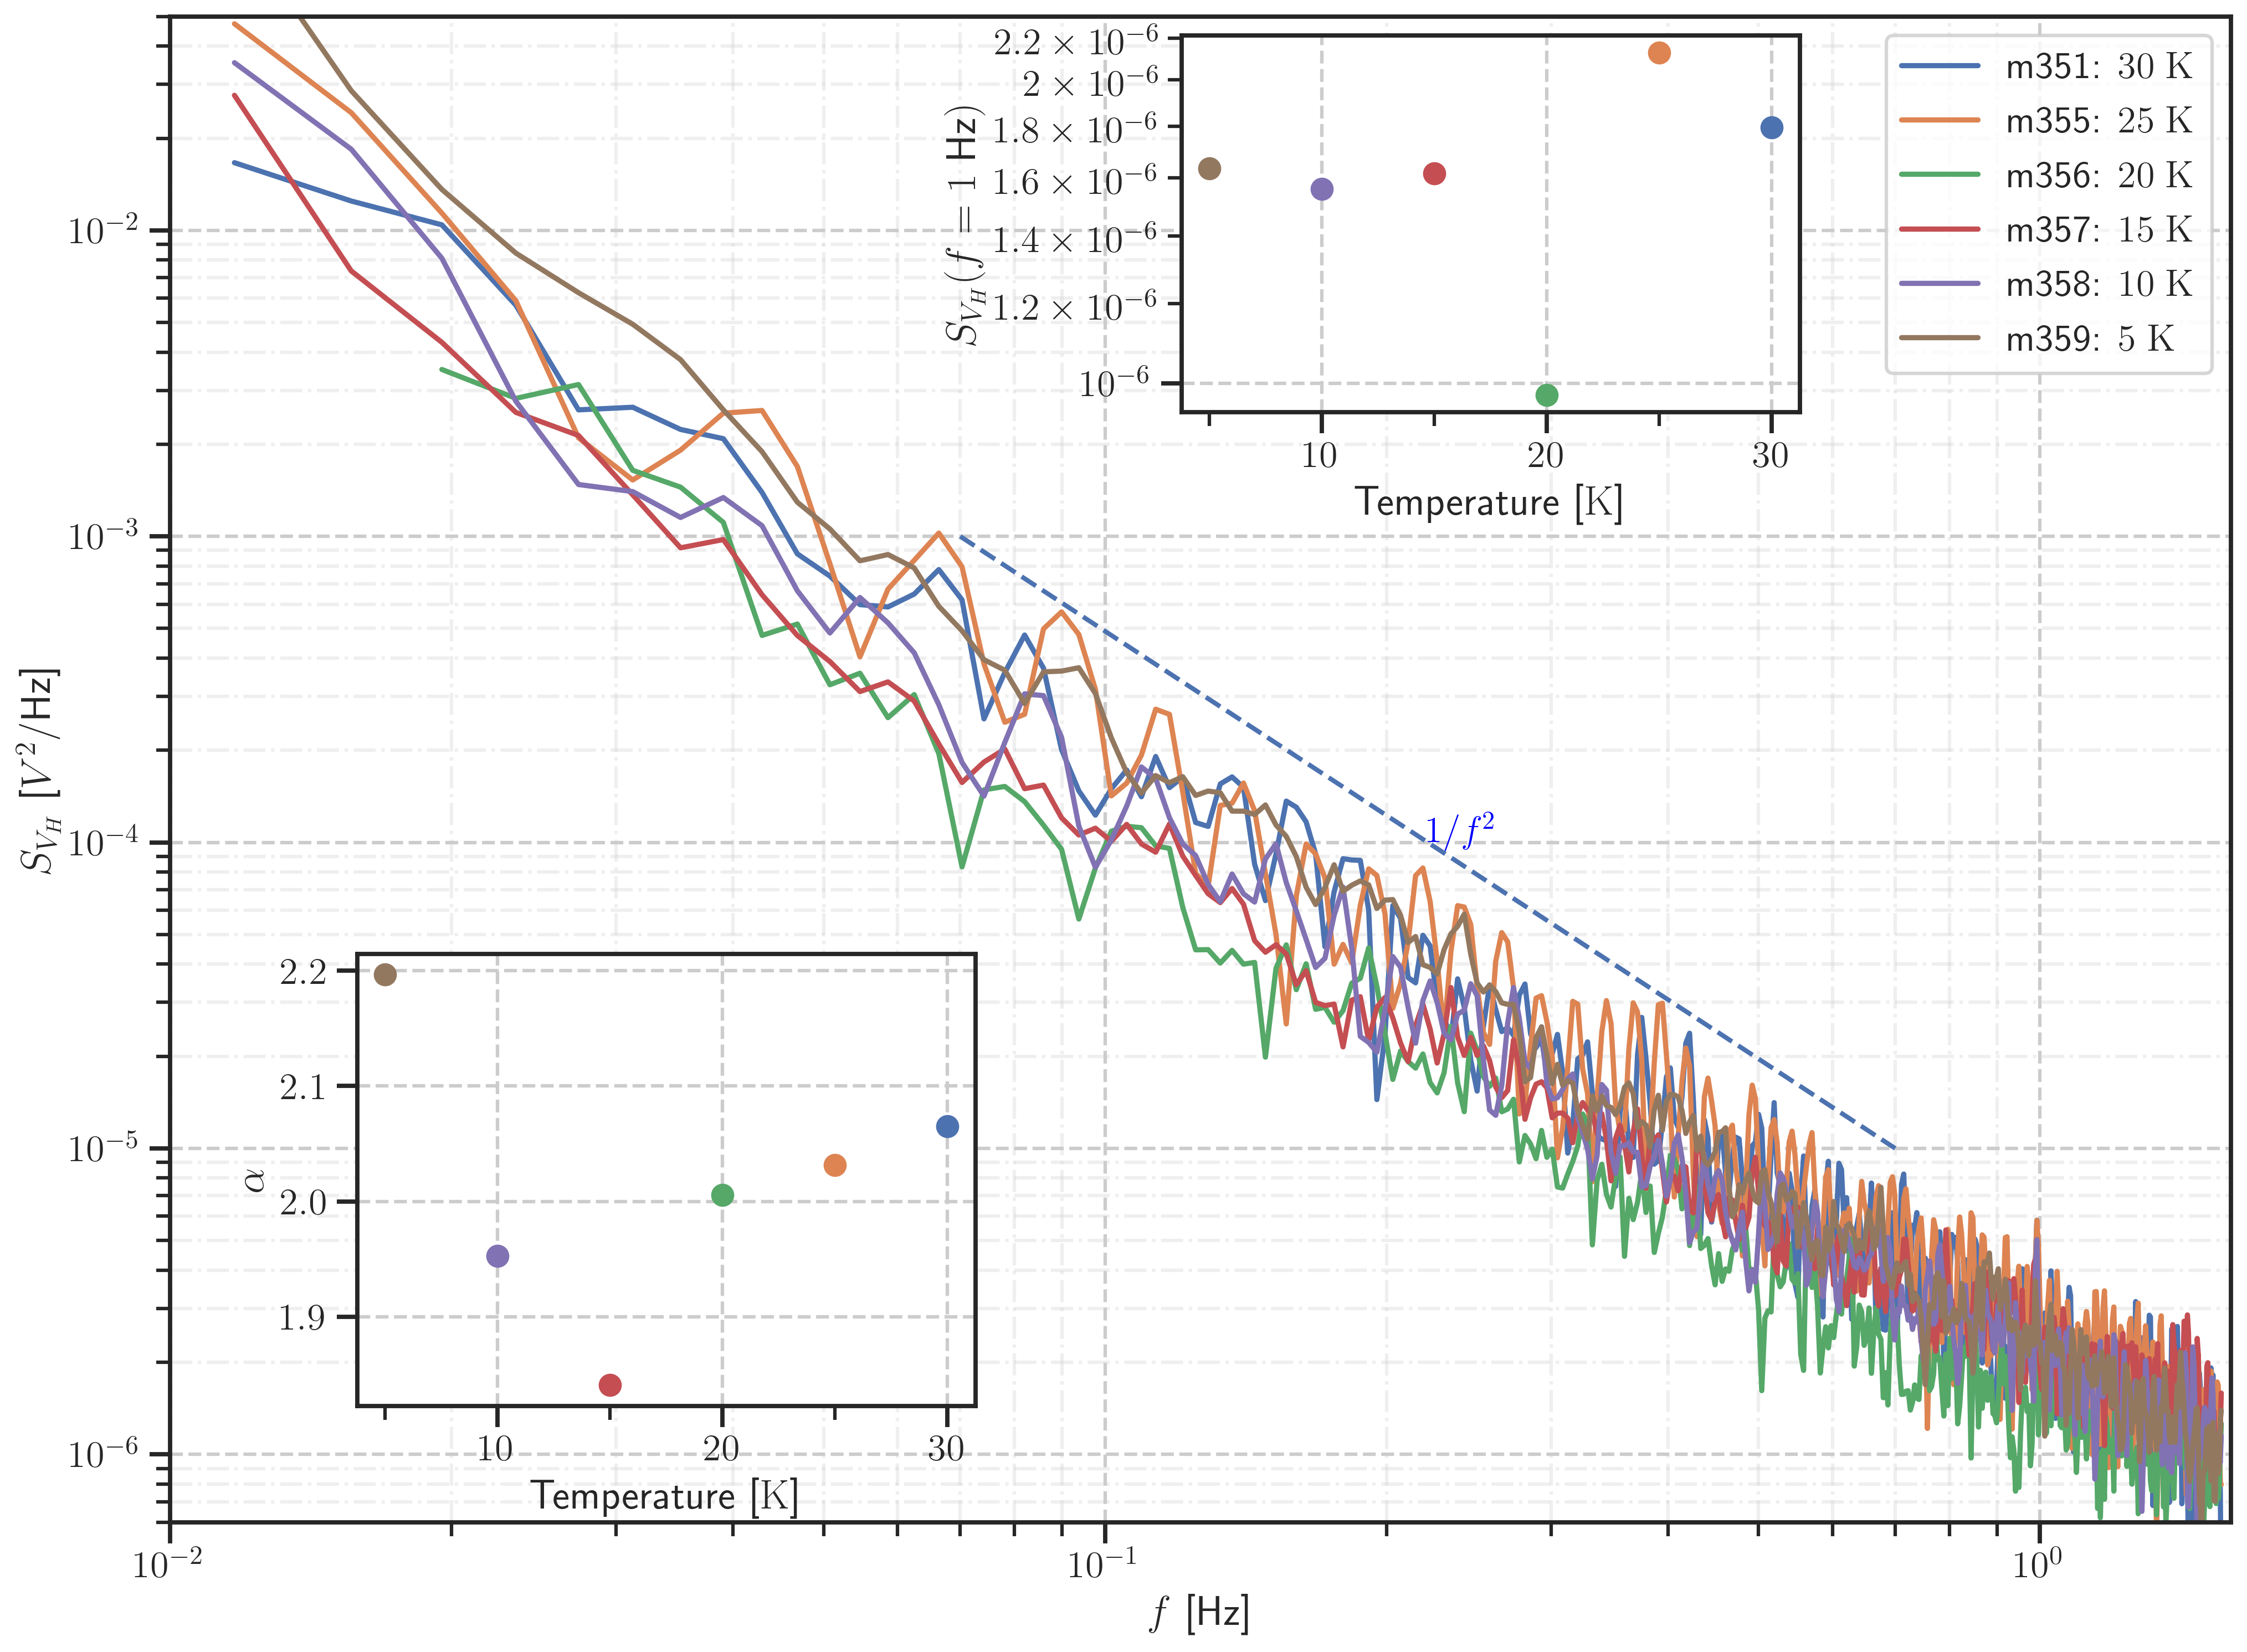 2.2 × 10⁻⁶
2 × 10⁻⁶
1.8 × 10⁻⁶
1.6 × 10⁻⁶
1.4 × 10⁻⁶
1.2 × 10⁻⁶
10⁻⁶
S_{V_H}(f = 1 Hz)
10 20 30
Temperature [K]
m351: 30 K
m355: 25 K
m356: 20 K
m357: 15 K
m358: 10 K
m359: 5 K
10⁻²
10⁻³
10⁻⁴
10⁻⁵
10⁻⁶
S_{V_H} [V²/Hz]
1/f²
2.2
2.1
2.0
1.9
α
10 20 30
Temperature [K]
10⁻² 10⁻¹ 10⁰
f [Hz]